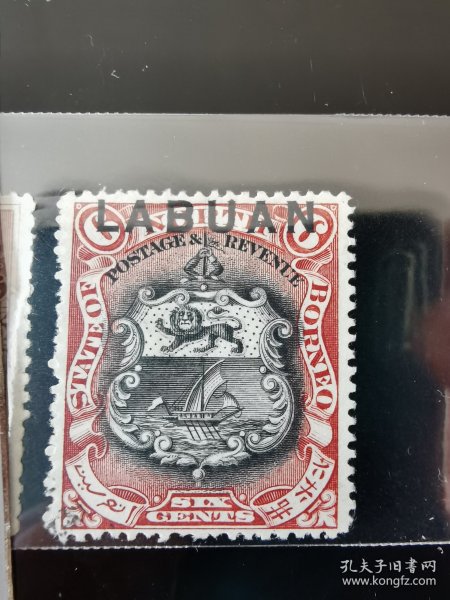 LABUAN
POSTAGE & REVENUE
STATE OF
BORNEO
SIX
CENTS
孔夫子旧书网
www.kongfz.com